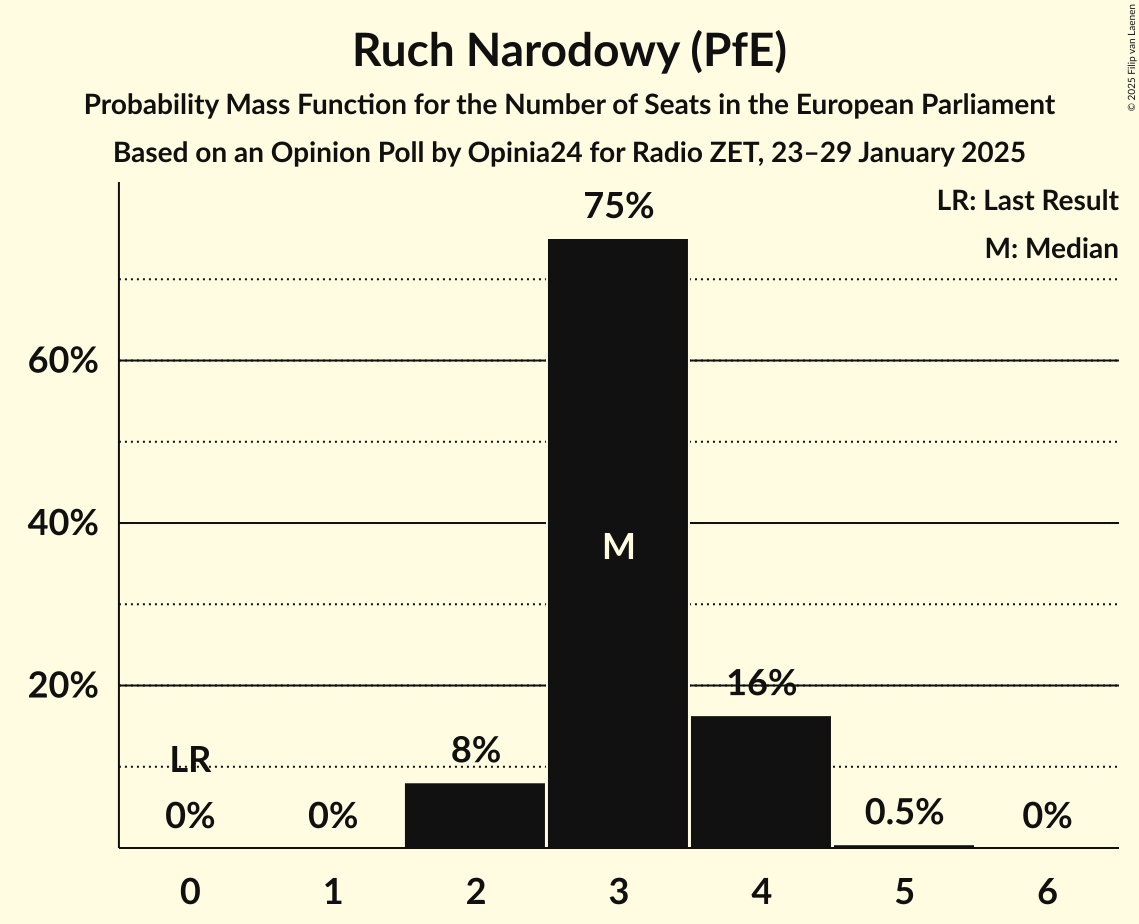 Ruch Narodowy (PfE)
Probability Mass Function for the Number of Seats in the European Parliament
Based on an Opinion Poll by Opinia24 for Radio ZET, 23–29 January 2025
© 2025 Filip van Laenen
LR: Last Result
M: Median
75%
60%
40%
M
20%
16%
LR
8%
0%
0%
0.5%
0%
0
1
2
3
4
5
6